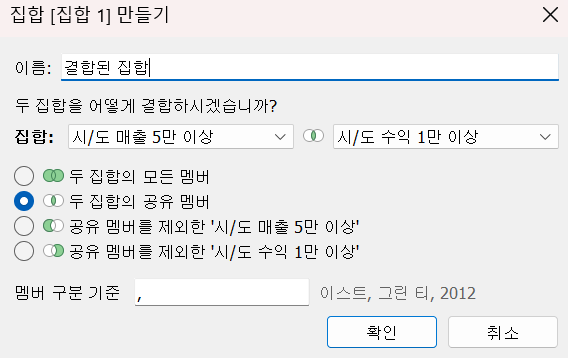 집합 [집합 1] 만들기
이름: 결합된 집합
두 집합을 어떻게 결합하시겠습니까?
집합: 시/도 매출 5만 이상 시/도 수익 1만 이상
두 집합의 모든 멤버
두 집합의 공유 멤버
공유 멤버를 제외한 '시/도 매출 5만 이상'
공유 멤버를 제외한 '시/도 수익 1만 이상'
멤버 구분 기준 , 이스트, 그린 티, 2012
확인 취소